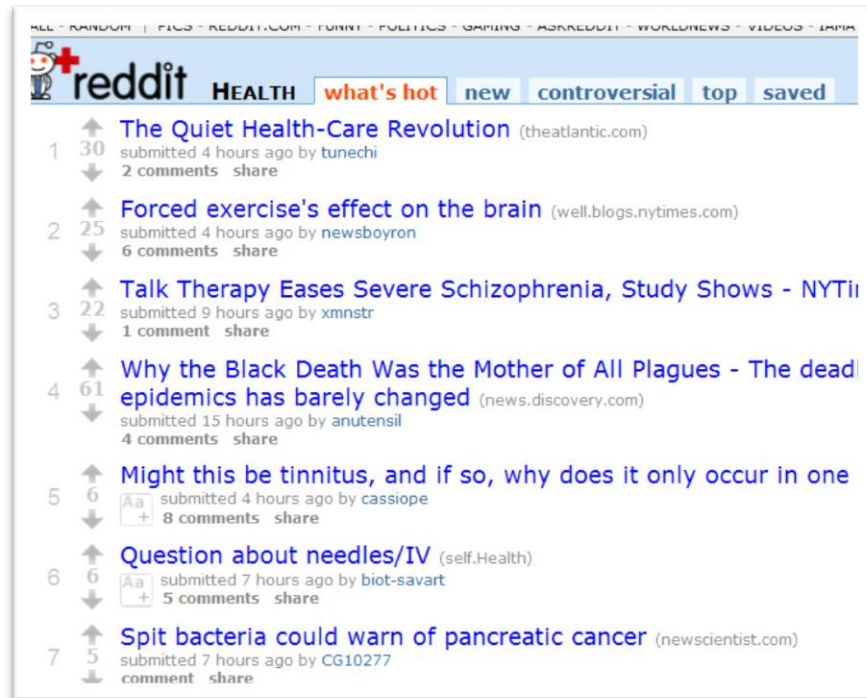 ALL - RANDOM | PICS - REDDIT.COM - FUNNY - POLITICS - GAMING - ASKREDDIT - WORLDNEWS - VIDEOS - IAMA
reddit HEALTH what's hot new controversial top saved
The Quiet Health-Care Revolution (theatlantic.com)
1 30 submitted 4 hours ago by tunechi
2 comments share
Forced exercise's effect on the brain (well.blogs.nytimes.com)
2 25 submitted 4 hours ago by newsboyron
6 comments share
Talk Therapy Eases Severe Schizophrenia, Study Shows - NYTi
3 22 submitted 9 hours ago by xmnstr
1 comment share
Why the Black Death Was the Mother of All Plagues - The dead
4 61 epidemics has barely changed (news.discovery.com)
submitted 15 hours ago by anutensil
4 comments share
Might this be tinnitus, and if so, why does it only occur in one
5 6 Aa+ submitted 4 hours ago by cassiope
8 comments share
Question about needles/IV (self.Health)
6 6 Aa+ submitted 7 hours ago by biot-savart
5 comments share
Spit bacteria could warn of pancreatic cancer (newscientist.com)
7 5 submitted 7 hours ago by CG10277
comment share